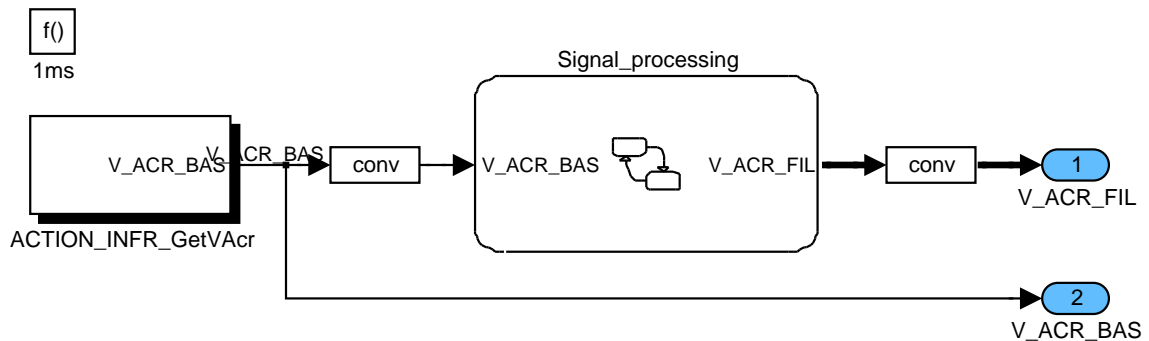 f()
1ms
Signal_processing
V_ACR_BAS
V_ACR_BAS
conv
V_ACR_BAS
V_ACR_FIL
conv
1
V_ACR_FIL
ACTION_INFR_GetVAcr
2
V_ACR_BAS